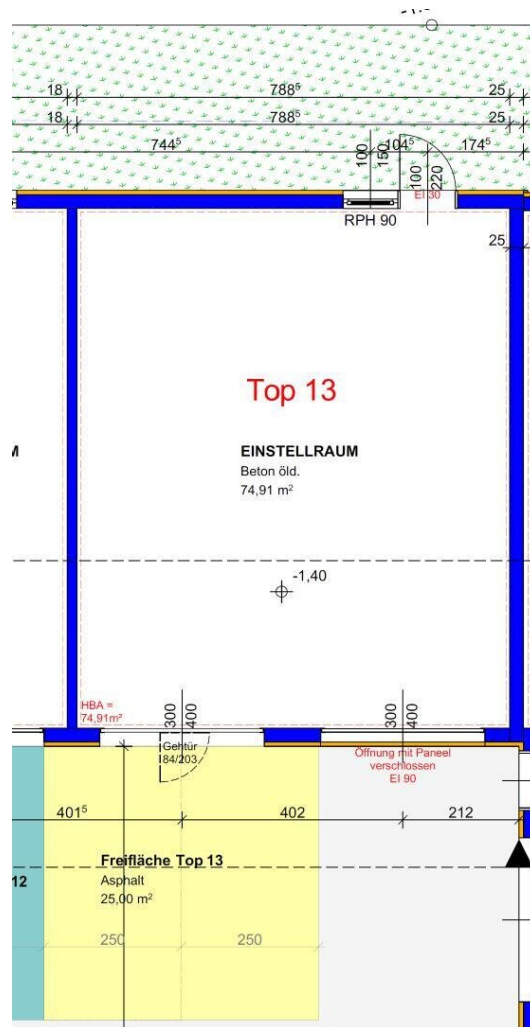 18 788⁵ 25
18 788⁵ 25
744⁵ 100 150 104⁵ 174⁵
100 220
EI 30
RPH 90
25
Top 13
M
EINSTELLRAUM
Beton öld.
74,91 m²
-1,40
HBA =
74,91m²
300 400
300 400
Gehtür
84/203
Öffnung mit Paneel
verschlossen
EI 90
401⁵ 402 212
Freifläche Top 13
12
Asphalt
25,00 m²
250 250